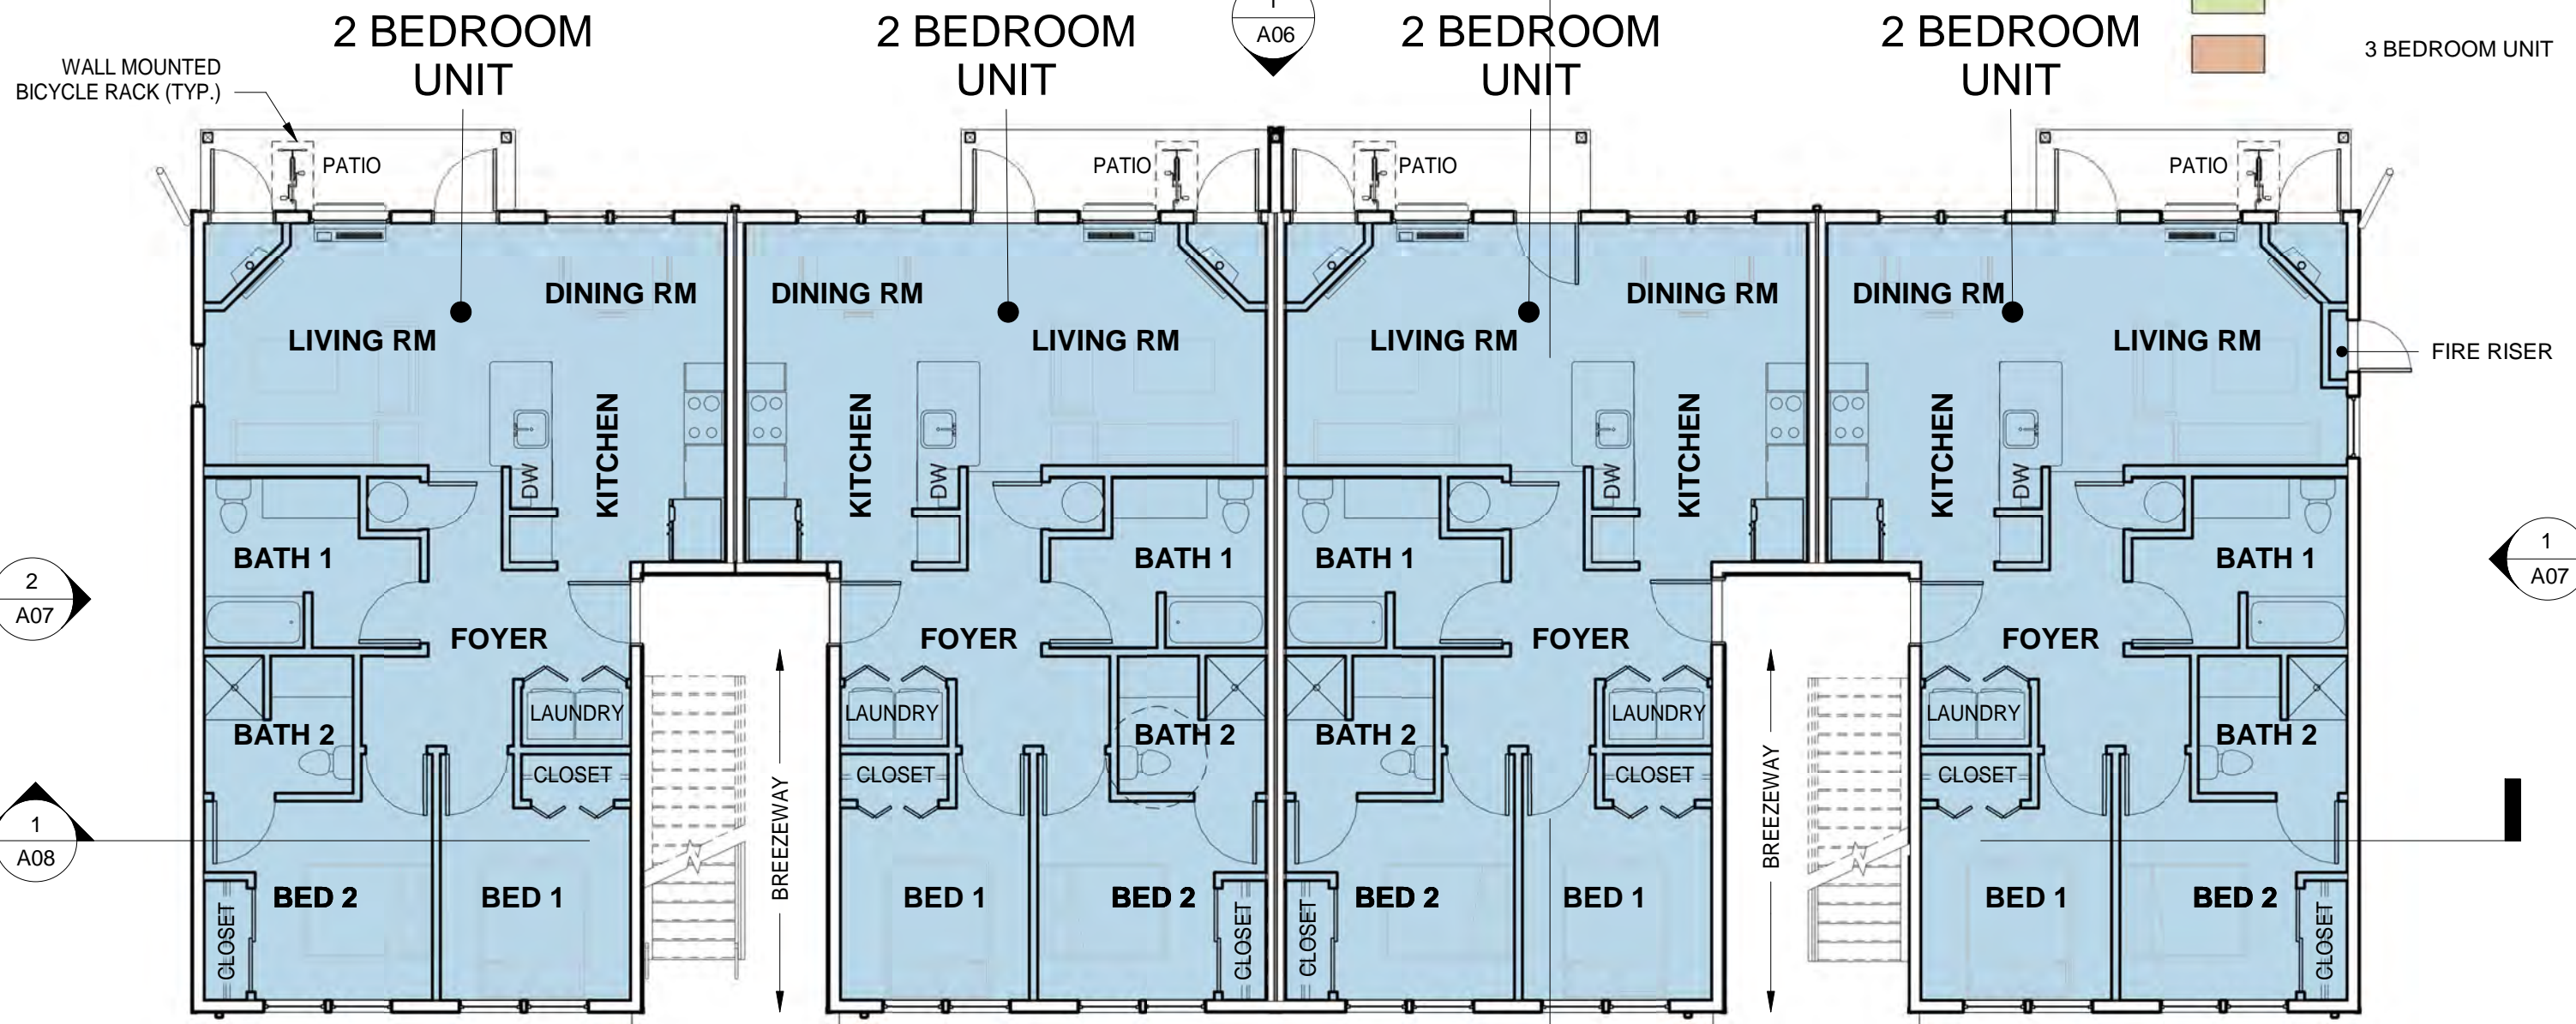 2 BEDROOM
UNIT
2 BEDROOM
UNIT
1
A06
2 BEDROOM
UNIT
2 BEDROOM
UNIT
3 BEDROOM UNIT
WALL MOUNTED
BICYCLE RACK (TYP.)
PATIO
PATIO
PATIO
PATIO
DINING RM
DINING RM
DINING RM
DINING RM
LIVING RM
LIVING RM
LIVING RM
LIVING RM
FIRE RISER
KITCHEN
KITCHEN
KITCHEN
KITCHEN
DW
DW
DW
DW
BATH 1
BATH 1
BATH 1
BATH 1
2
A07
1
A07
FOYER
FOYER
FOYER
FOYER
LAUNDRY
LAUNDRY
LAUNDRY
LAUNDRY
BATH 2
BATH 2
BATH 2
BATH 2
CLOSET
CLOSET
CLOSET
CLOSET
BREEZEWAY
BREEZEWAY
1
A08
BED 2
BED 1
BED 1
BED 2
BED 2
BED 1
BED 1
BED 2
CLOSET
CLOSET
CLOSET
CLOSET